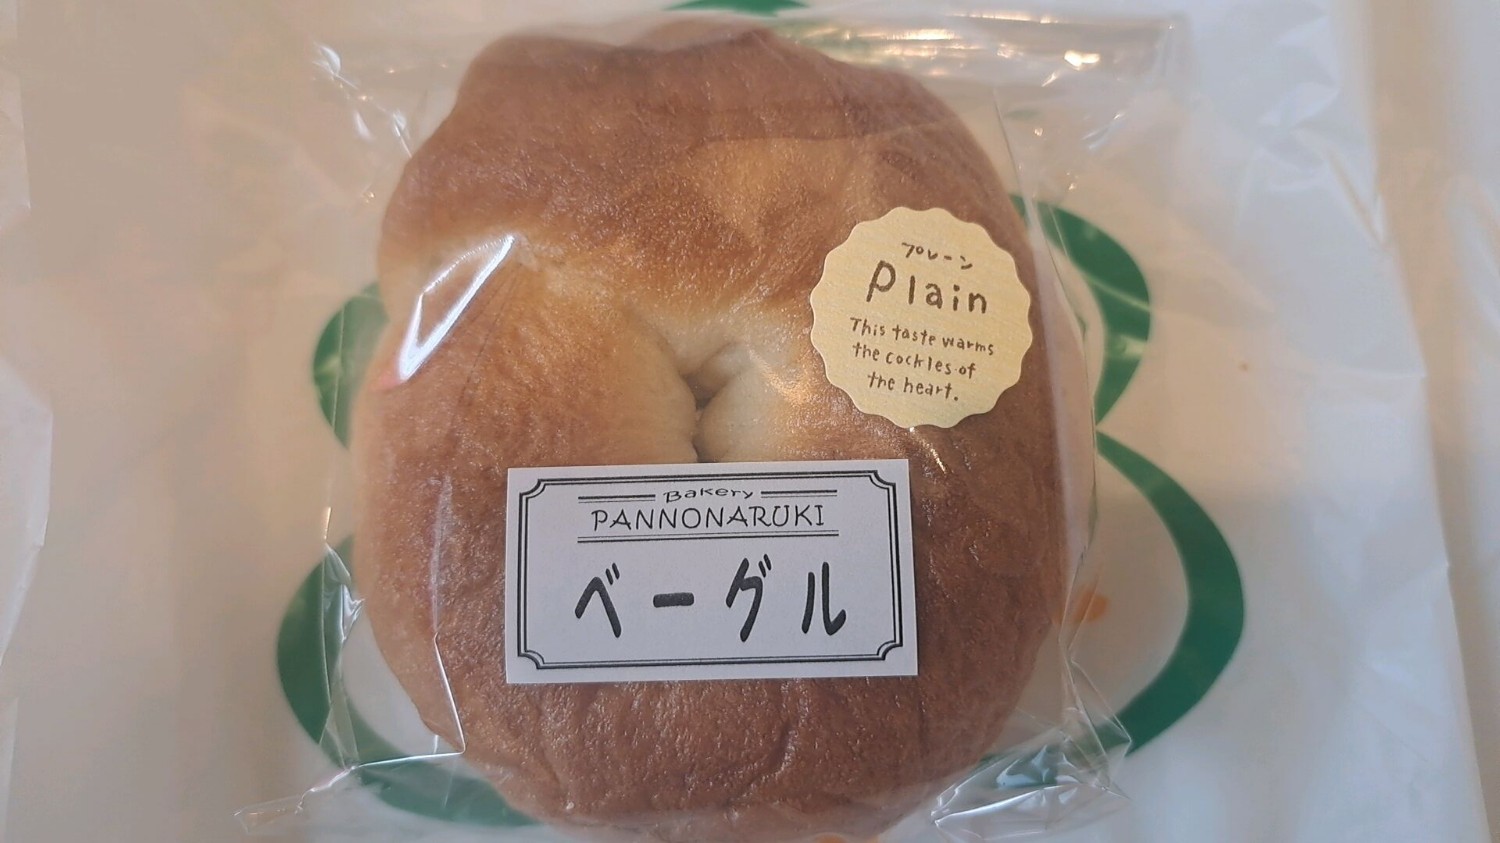 プレーン
Plain
This taste warms
the cockles of
the heart.
Bakery
PANNONARUKI
ベーグル